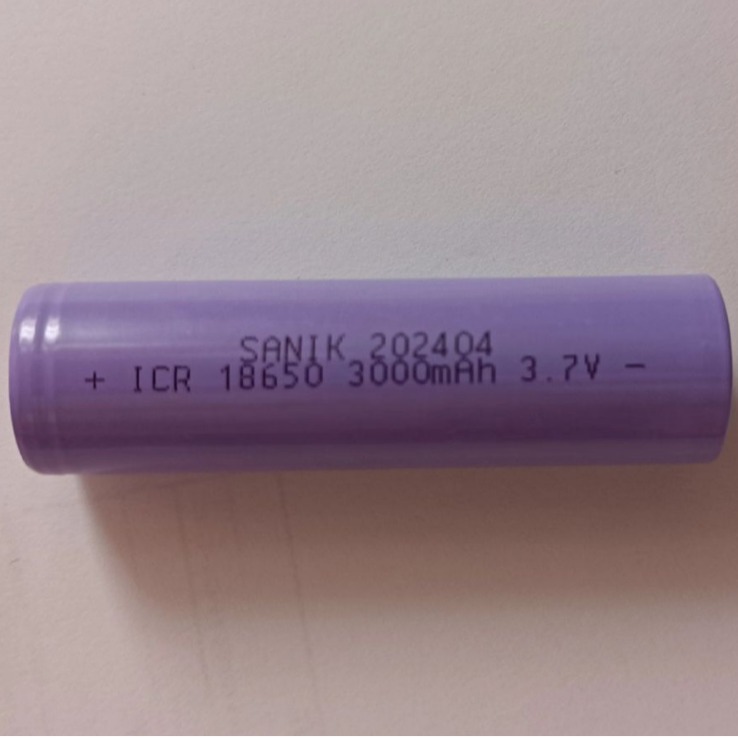 SANIK 202404
+ ICR 18650 3000mAh 3.7V -